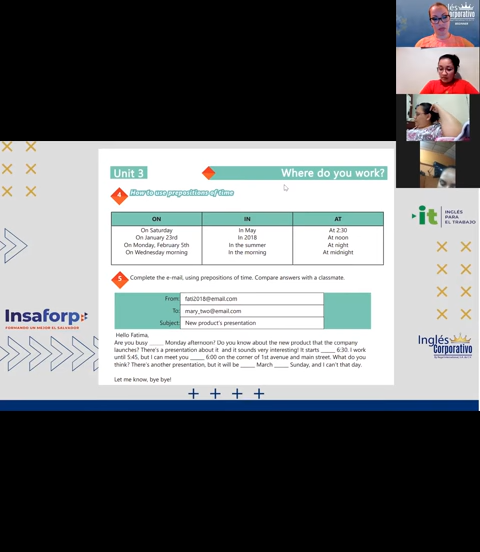 Unit 3
Where do you work?
4 How to use prepositions of time
ON IN AT
On Saturday In May At 2:30
On January 23rd In 2018 At noon
On Monday, February 5th In the summer At night
On Wednesday morning In the morning At midnight
5 Complete the e-mail, using prepositions of time. Compare answers with a classmate.
From: fati2018@email.com
To: mary_two@email.com
Subject: New product's presentation
Hello Fatima,
Are you busy _____ Monday afternoon? Do you know about the new product that the company
launches? There's a presentation about it and it sounds very interesting! It starts _____ 6:30. I work
until 5:45, but I can meet you _____ 6:00 on the corner of 1st avenue and main street. What do you
think? There's another presentation, but it will be _____ March _____ Sunday, and I can't that day.
Let me know, bye bye!
Insaforp
FORMANDO UN MEJOR EL SALVADOR
it
INGLÉS
PARA
EL TRABAJO
Inglés
Corporativo
lés
orporativo